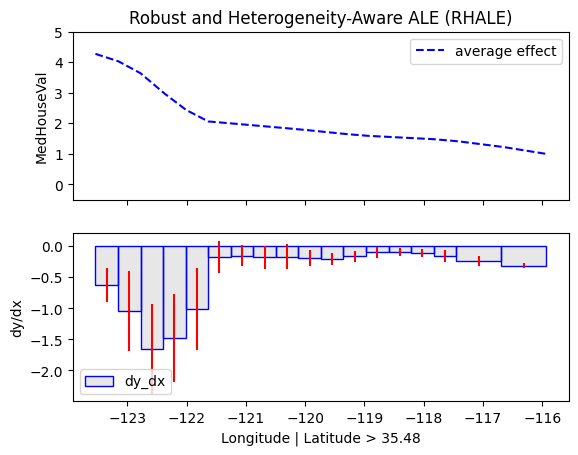 Robust and Heterogeneity-Aware ALE (RHALE)
5
4
3
2
1
0
MedHouseVal
average effect
0.0
−0.5
−1.0
−1.5
−2.0
dy/dx
dy_dx
−123 −122 −121 −120 −119 −118 −117 −116
Longitude | Latitude > 35.48